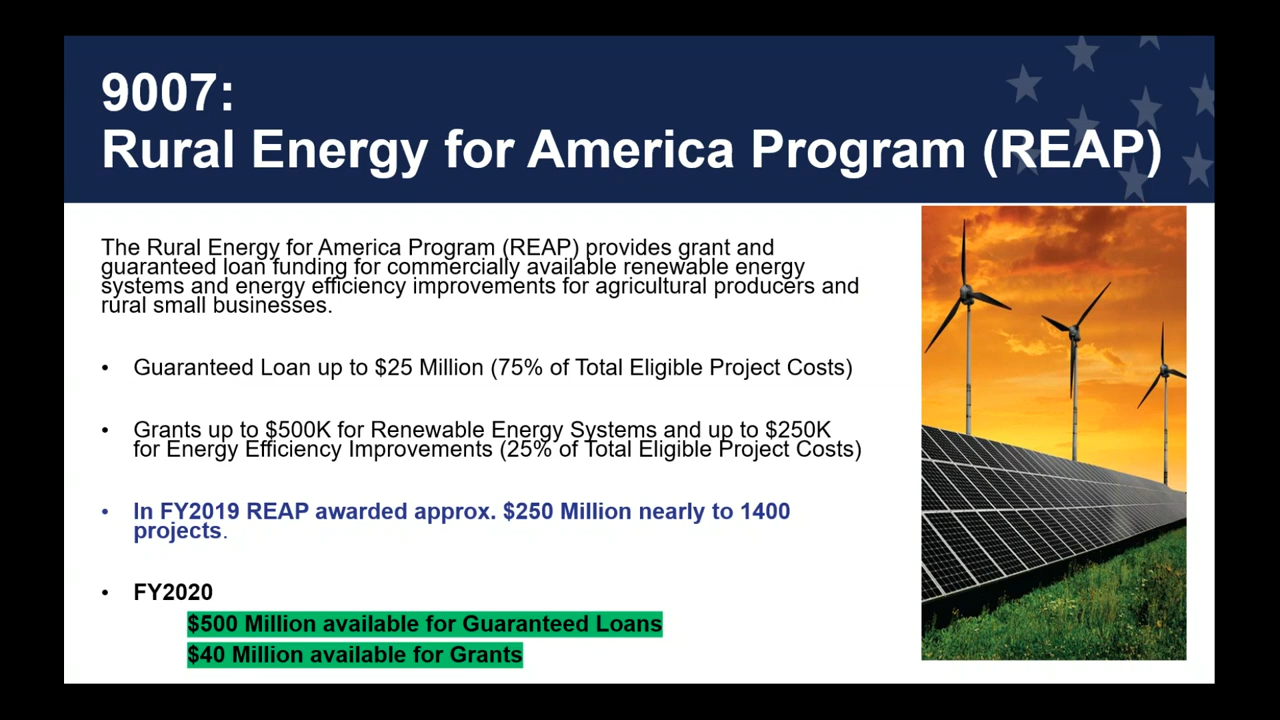 9007:
Rural Energy for America Program (REAP)
The Rural Energy for America Program (REAP) provides grant and
guaranteed loan funding for commercially available renewable energy
systems and energy efficiency improvements for agricultural producers and
rural small businesses.
• Guaranteed Loan up to $25 Million (75% of Total Eligible Project Costs)
• Grants up to $500K for Renewable Energy Systems and up to $250K
for Energy Efficiency Improvements (25% of Total Eligible Project Costs)
• In FY2019 REAP awarded approx. $250 Million nearly to 1400
projects.
• FY2020
$500 Million available for Guaranteed Loans
$40 Million available for Grants